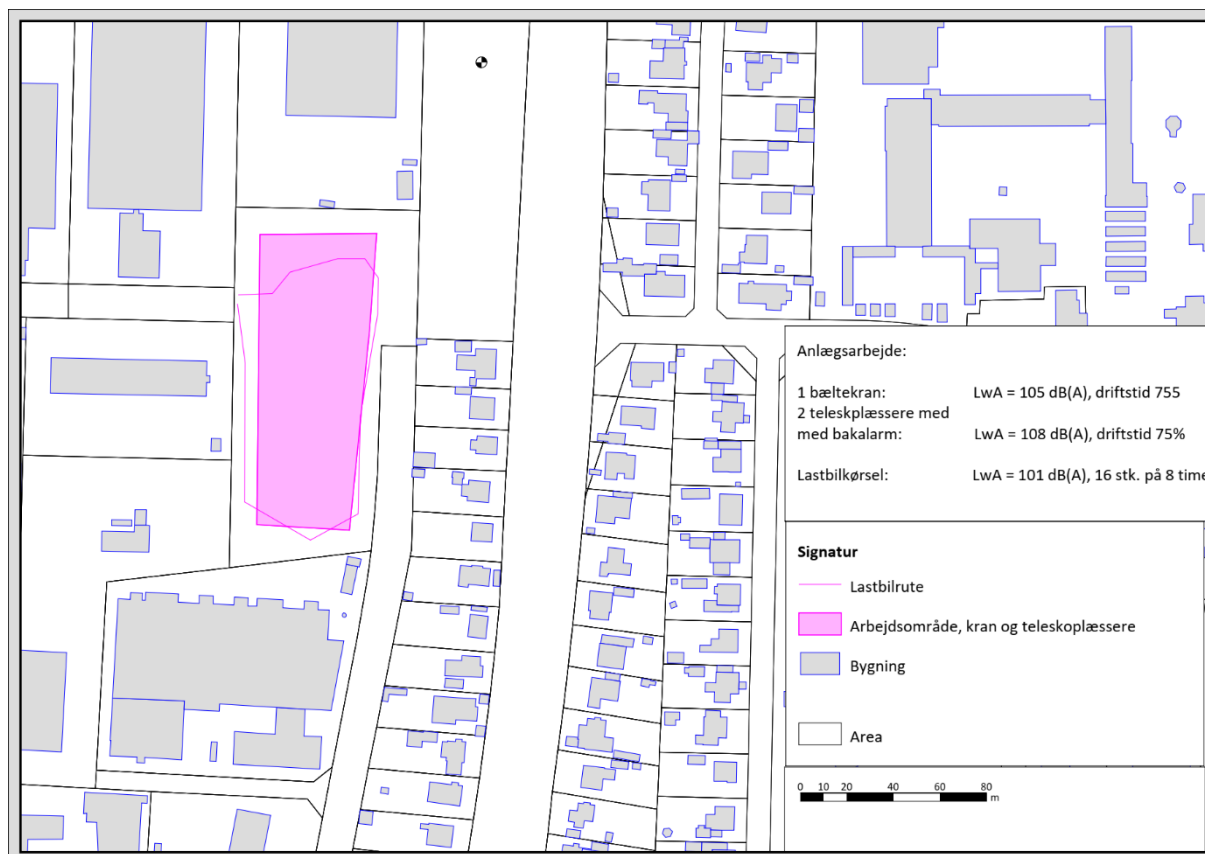 Anlægsarbejde:
1 bæltekran: LwA = 105 dB(A), driftstid 755
2 teleskplæssere med
med bakalarm: LwA = 108 dB(A), driftstid 75%
Lastbilkørsel: LwA = 101 dB(A), 16 stk. på 8 time
Signatur
Lastbilrute
Arbejdsområde, kran og teleskoplæssere
Bygning
Area
0 10 20 40 60 80
m